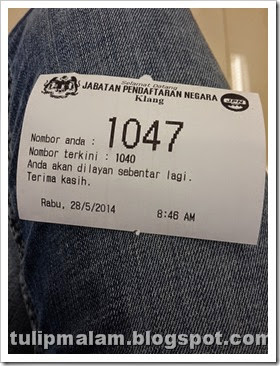 Selamat Datang
JABATAN PENDAFTARAN NEGARA
Klang
JPN
Nombor anda : 1047
Nombor terkini : 1040
Anda akan dilayan sebentar lagi.
Terima kasih.
Rabu, 28/5/2014 8:46 AM
tulipmalam.blogspot.com